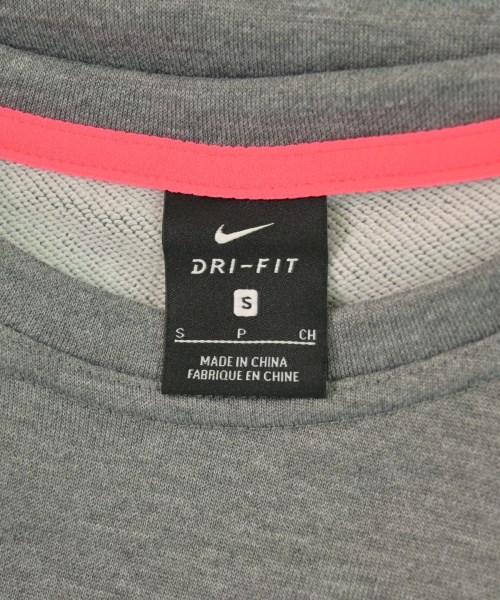 DRI-FIT
S
S P CH
MADE IN CHINA
FABRIQUE EN CHINE